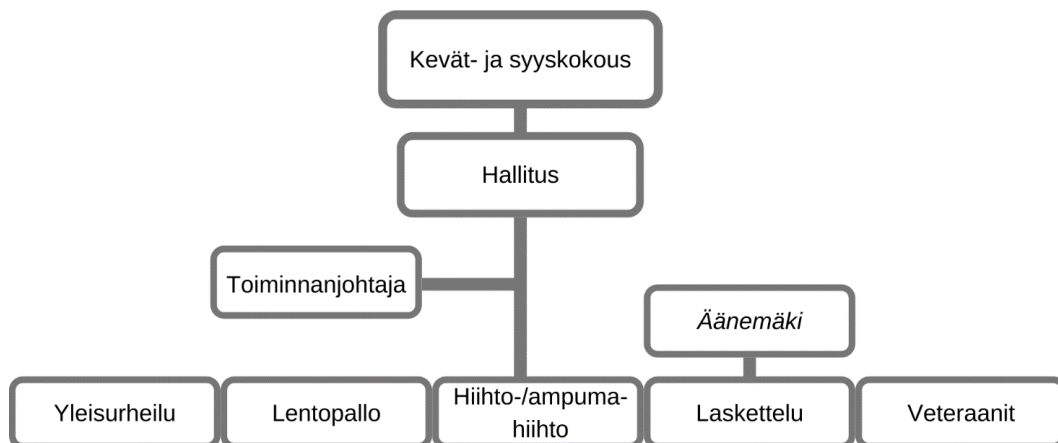 Kevät- ja syyskokous
Hallitus
Toiminnanjohtaja
Äänemäki
Yleisurheilu
Lentopallo
Hiihto-/ampuma-
hiihto
Laskettelu
Veteraanit